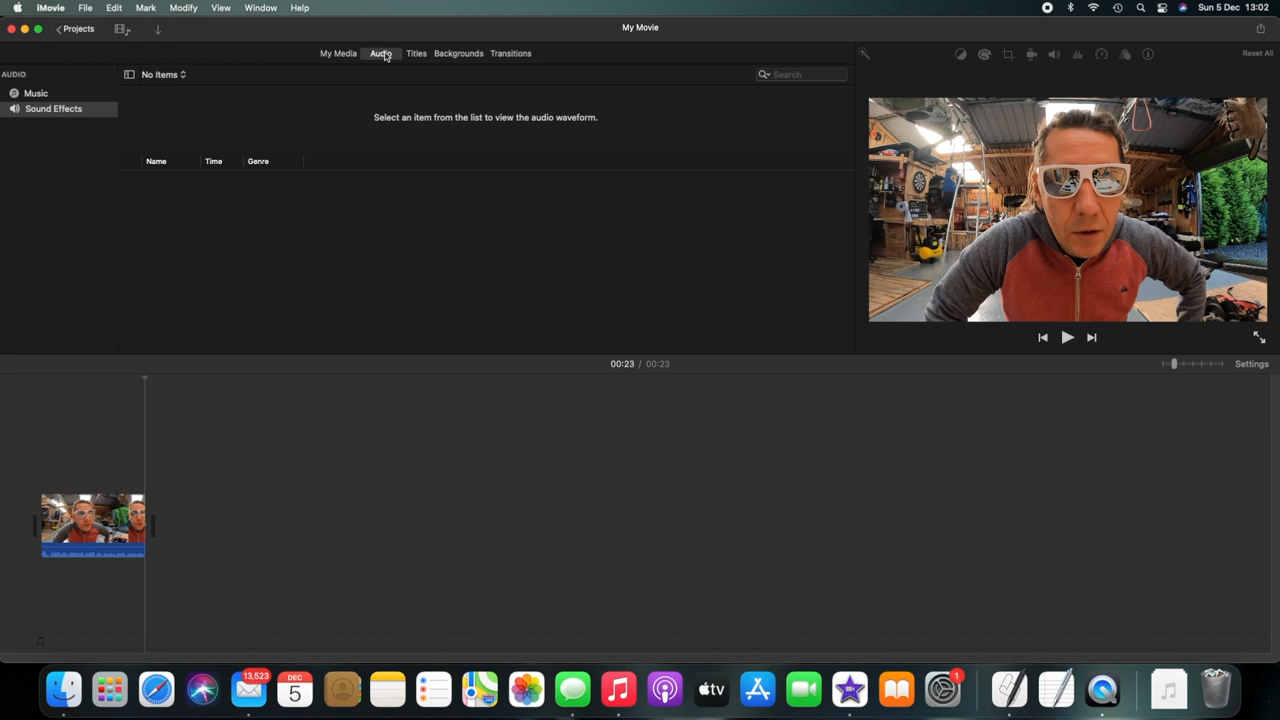 iMovie File Edit Mark Modify View Window Help Sun 5 Dec 13:02
Projects My Movie
My Media Audio Titles Backgrounds Transitions Reset All
AUDIO No Items Search
Music
Sound Effects
Select an item from the list to view the audio waveform.
Name Time Genre
00:23 / 00:23 Settings
13,523 DEC 1
5 tv